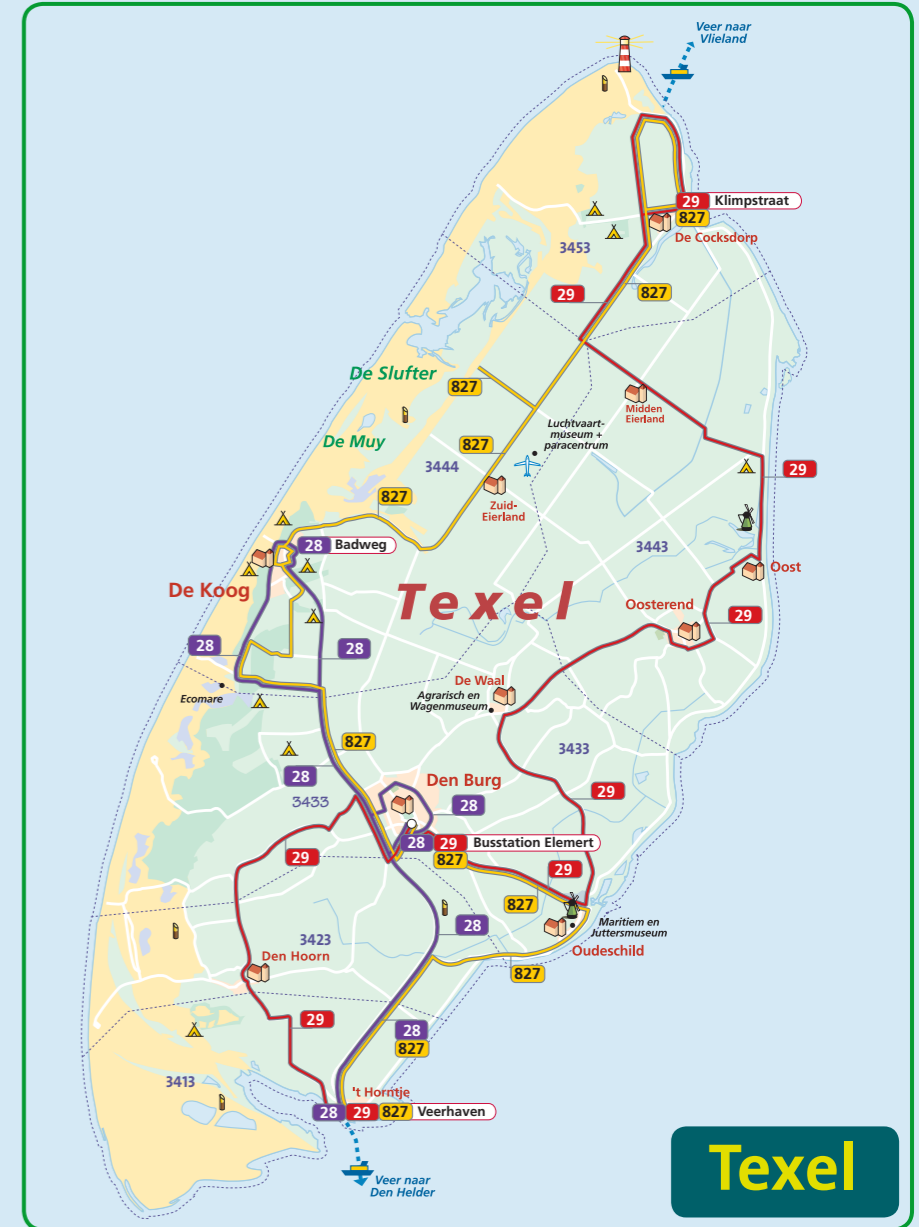 Veer naar
Vlieland
29 Klimpstraat
827
De Cocksdorp
3453
29
827
De Slufter
827
Midden
Eierland
Luchtvaart-
museum +
paracentrum
De Muy
827
3444
29
Zuid-
Eierland
827
28 Badweg
3443
Oost
De Koog
Texel
Oosterend
29
28
28
De Waal
Ecomare
Agrarisch en
Wagenmuseum
827
3433
28
Den Burg
29
3433
28
28 29 Busstation Elemert
827
29
29
827
28
Maritiem en
Juttersmuseum
3423
Oudeschild
Den Hoorn
827
29
28
827
3413
't Horntje
28 29 827 Veerhaven
Veer naar
Den Helder
Texel